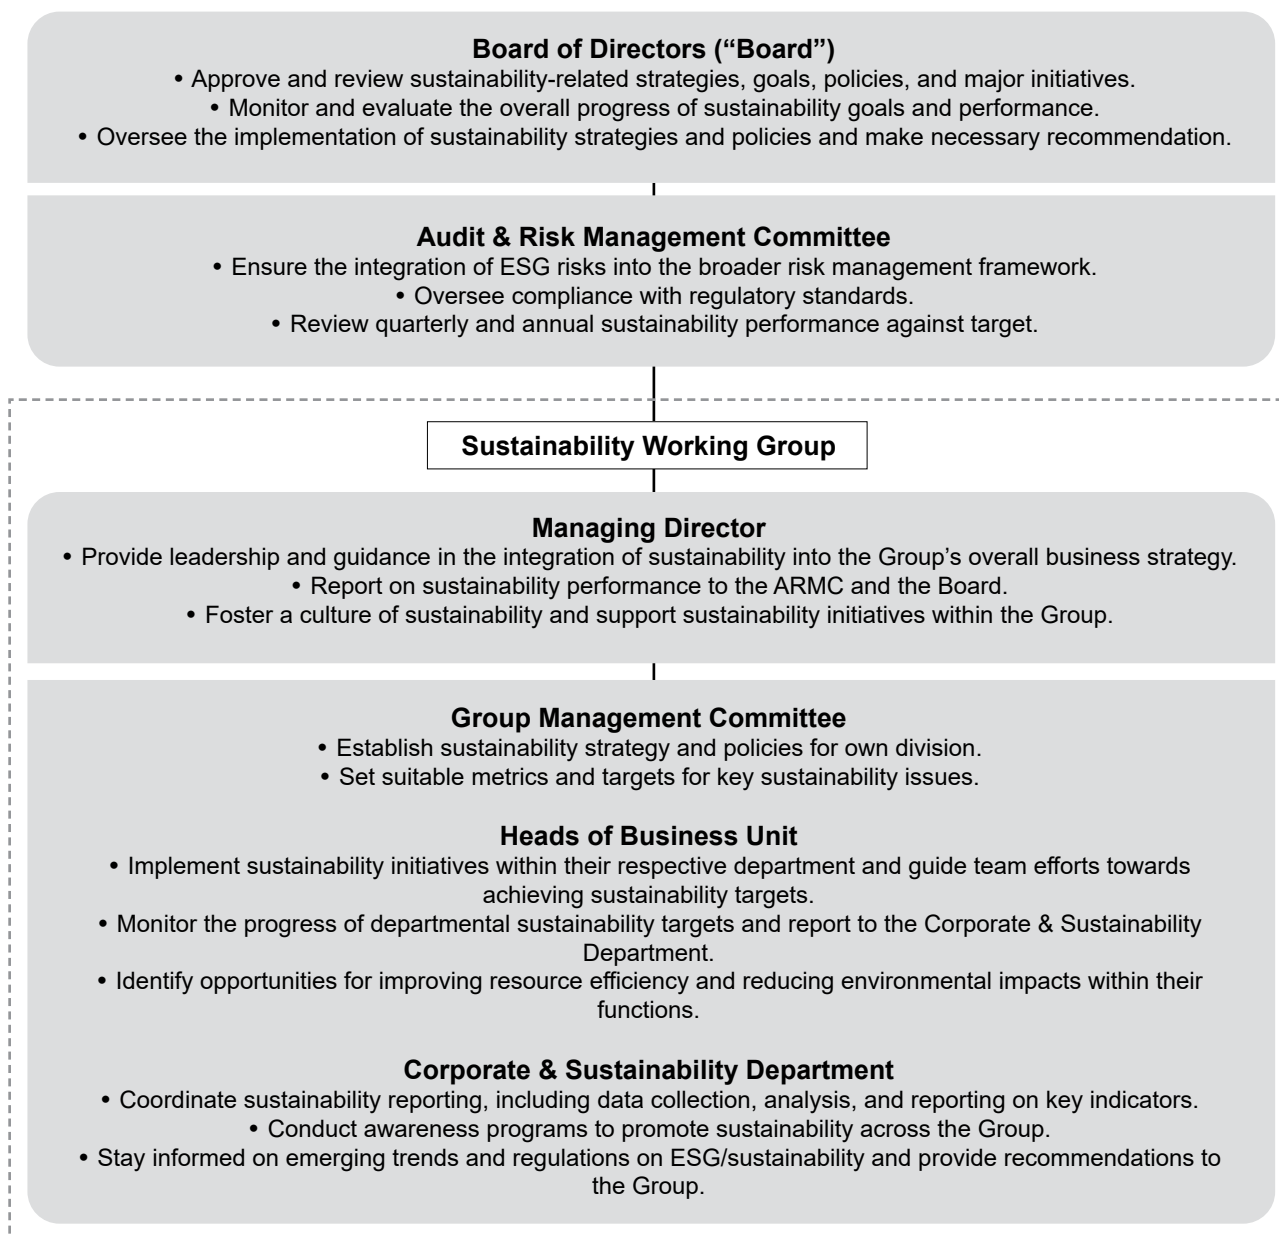 Board of Directors (“Board”)
• Approve and review sustainability-related strategies, goals, policies, and major initiatives.
• Monitor and evaluate the overall progress of sustainability goals and performance.
• Oversee the implementation of sustainability strategies and policies and make necessary recommendation.
Audit & Risk Management Committee
• Ensure the integration of ESG risks into the broader risk management framework.
• Oversee compliance with regulatory standards.
• Review quarterly and annual sustainability performance against target.
Sustainability Working Group
Managing Director
• Provide leadership and guidance in the integration of sustainability into the Group’s overall business strategy.
• Report on sustainability performance to the ARMC and the Board.
• Foster a culture of sustainability and support sustainability initiatives within the Group.
Group Management Committee
• Establish sustainability strategy and policies for own division.
• Set suitable metrics and targets for key sustainability issues.
Heads of Business Unit
• Implement sustainability initiatives within their respective department and guide team efforts towards
achieving sustainability targets.
• Monitor the progress of departmental sustainability targets and report to the Corporate & Sustainability
Department.
• Identify opportunities for improving resource efficiency and reducing environmental impacts within their
functions.
Corporate & Sustainability Department
• Coordinate sustainability reporting, including data collection, analysis, and reporting on key indicators.
• Conduct awareness programs to promote sustainability across the Group.
• Stay informed on emerging trends and regulations on ESG/sustainability and provide recommendations to
the Group.